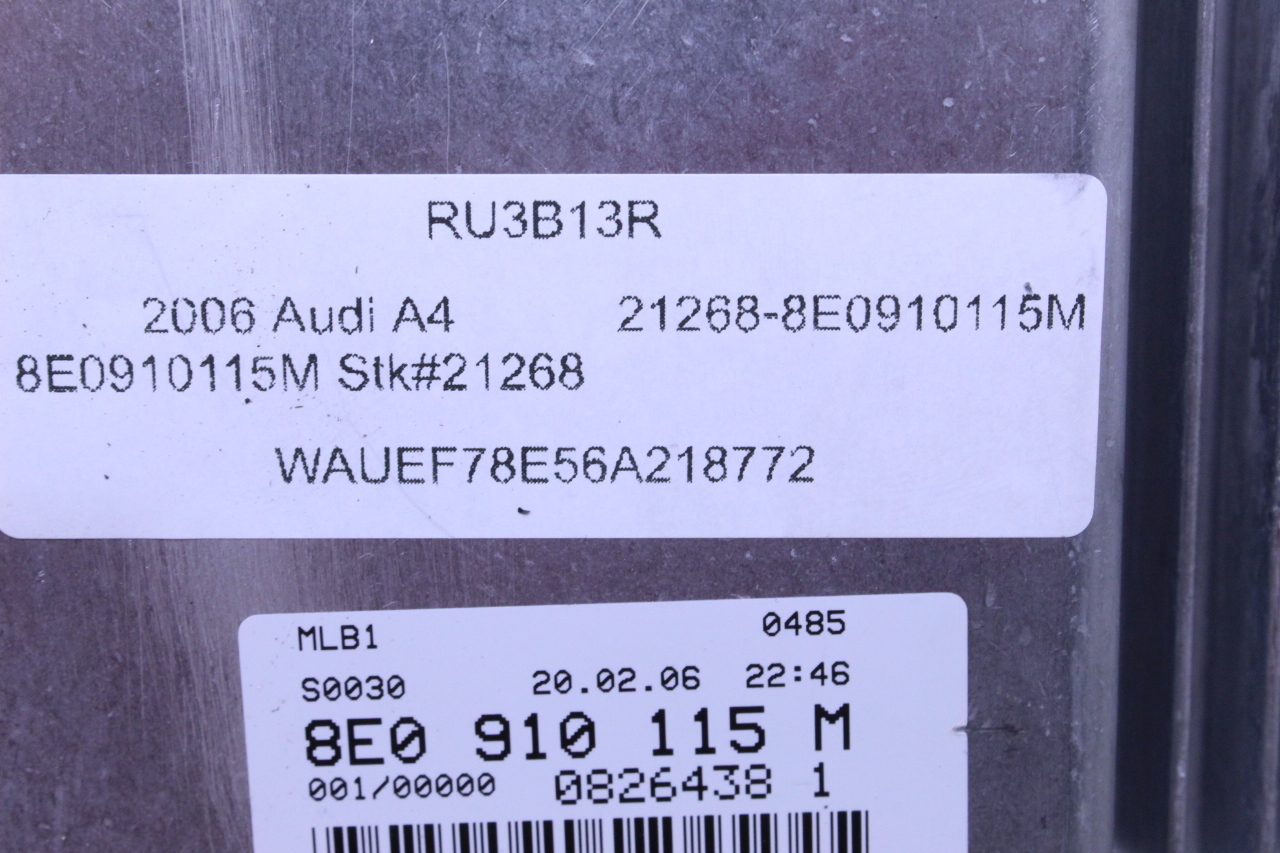 RU3B13R
2006 Audi A4 21268-8E0910115M
8E0910115M Stk#21268
WAUEF78E56A218772
MLB1 0485
S0030 20.02.06 22:46
8E0 910 115 M
001/00000 0826438 1